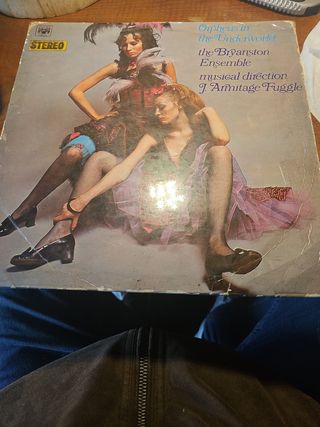 STEREO
Orpheus in
the Underworld
the Bryanston
Ensemble
musical direction
J Armitage Fuggle